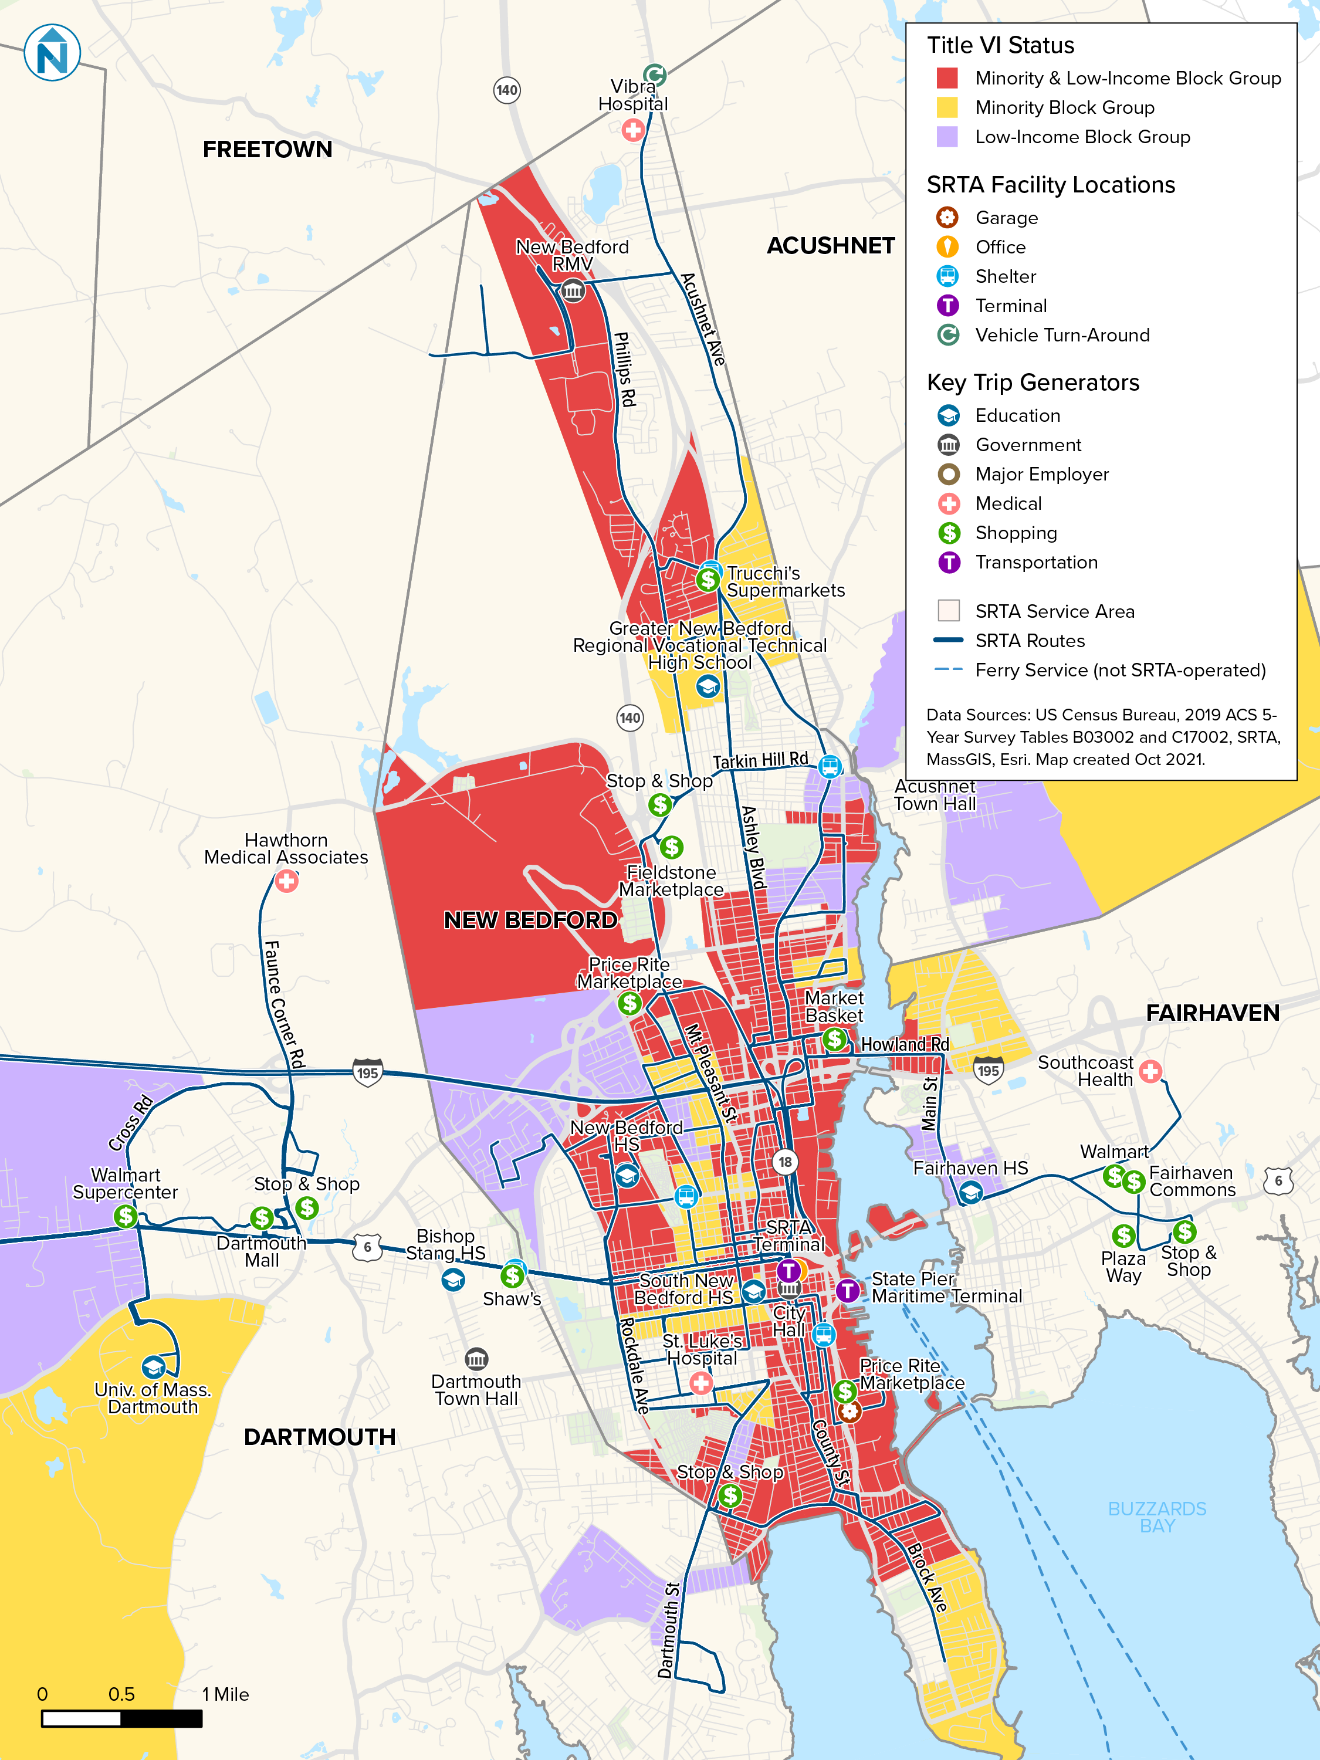 N
Title VI Status
Minority & Low-Income Block Group
Minority Block Group
Low-Income Block Group
SRTA Facility Locations
Garage
Office
Shelter
T Terminal
Vehicle Turn-Around
Key Trip Generators
Education
Government
Major Employer
Medical
$ Shopping
T Transportation
SRTA Service Area
SRTA Routes
Ferry Service (not SRTA-operated)
Data Sources: US Census Bureau, 2019 ACS 5-
Year Survey Tables B03002 and C17002, SRTA,
MassGIS, Esri. Map created Oct 2021.
140
Vibra
Hospital
FREETOWN
ACUSHNET
New Bedford
RMV
Acushnet Ave
Phillips Rd
$
Trucchi's
Supermarkets
Greater New Bedford
Regional Vocational Technical
High School
140
Tarkin Hill Rd
Stop & Shop
$
Acushnet
Town Hall
Ashley Blvd
Hawthorn
Medical Associates
$
Fieldstone
Marketplace
NEW BEDFORD
Faunce Corner Rd
Price Rite
Marketplace
$
Market
Basket
$
FAIRHAVEN
Howland Rd
Mt Pleasant St
195
195
Southcoast
Health
Main St
Cross Rd
New Bedford
HS
18
Walmart
Supercenter
$
Stop & Shop
$
$
Dartmouth
Mall
6
Fairhaven HS
Walmart
$
$
Fairhaven
Commons
6
Bishop
Stang HS
$
Shaw's
SRTA
Terminal
T
South New
Bedford HS
City
Hall
T
State Pier
Maritime Terminal
$
Plaza
Way
$
Stop &
Shop
Rockdale Ave
St. Luke's
Hospital
Univ. of Mass.
Dartmouth
Dartmouth
Town Hall
Price Rite
Marketplace
$
DARTMOUTH
County St
Stop & Shop
$
BUZZARDS
BAY
Brock Ave
Dartmouth St
0 0.5 1 Mile